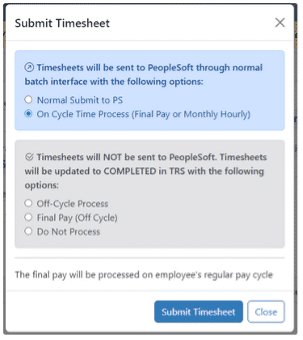 Submit Timesheet
Timesheets will be sent to PeopleSoft through normal
batch interface with the following options:
Normal Submit to PS
On Cycle Time Process (Final Pay or Monthly Hourly)
Timesheets will NOT be sent to PeopleSoft. Timesheets
will be updated to COMPLETED in TRS with the following
options:
Off-Cycle Process
Final Pay (Off Cycle)
Do Not Process
The final pay will be processed on employee's regular pay cycle
Submit Timesheet
Close